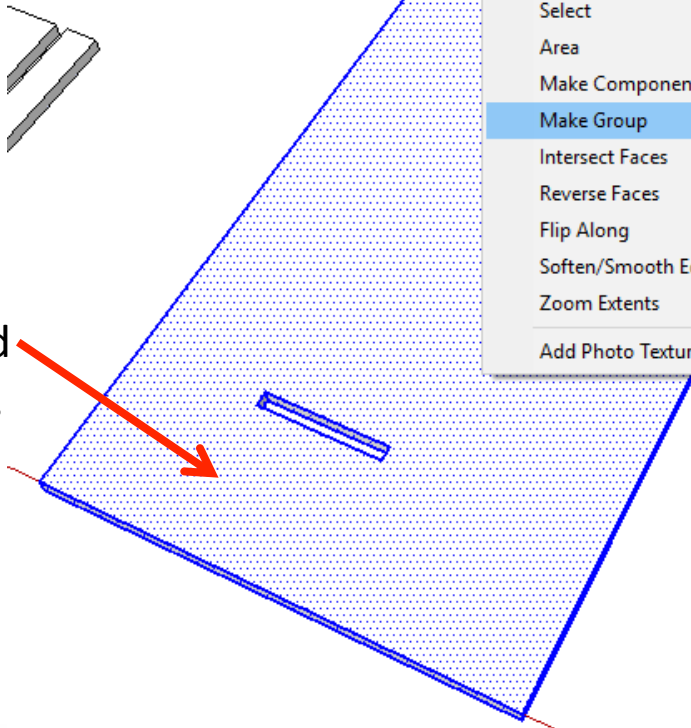 Select
Area
Make Componen
Make Group
Intersect Faces
Reverse Faces
Flip Along
Soften/Smooth E
Zoom Extents
Add Photo Textur
d